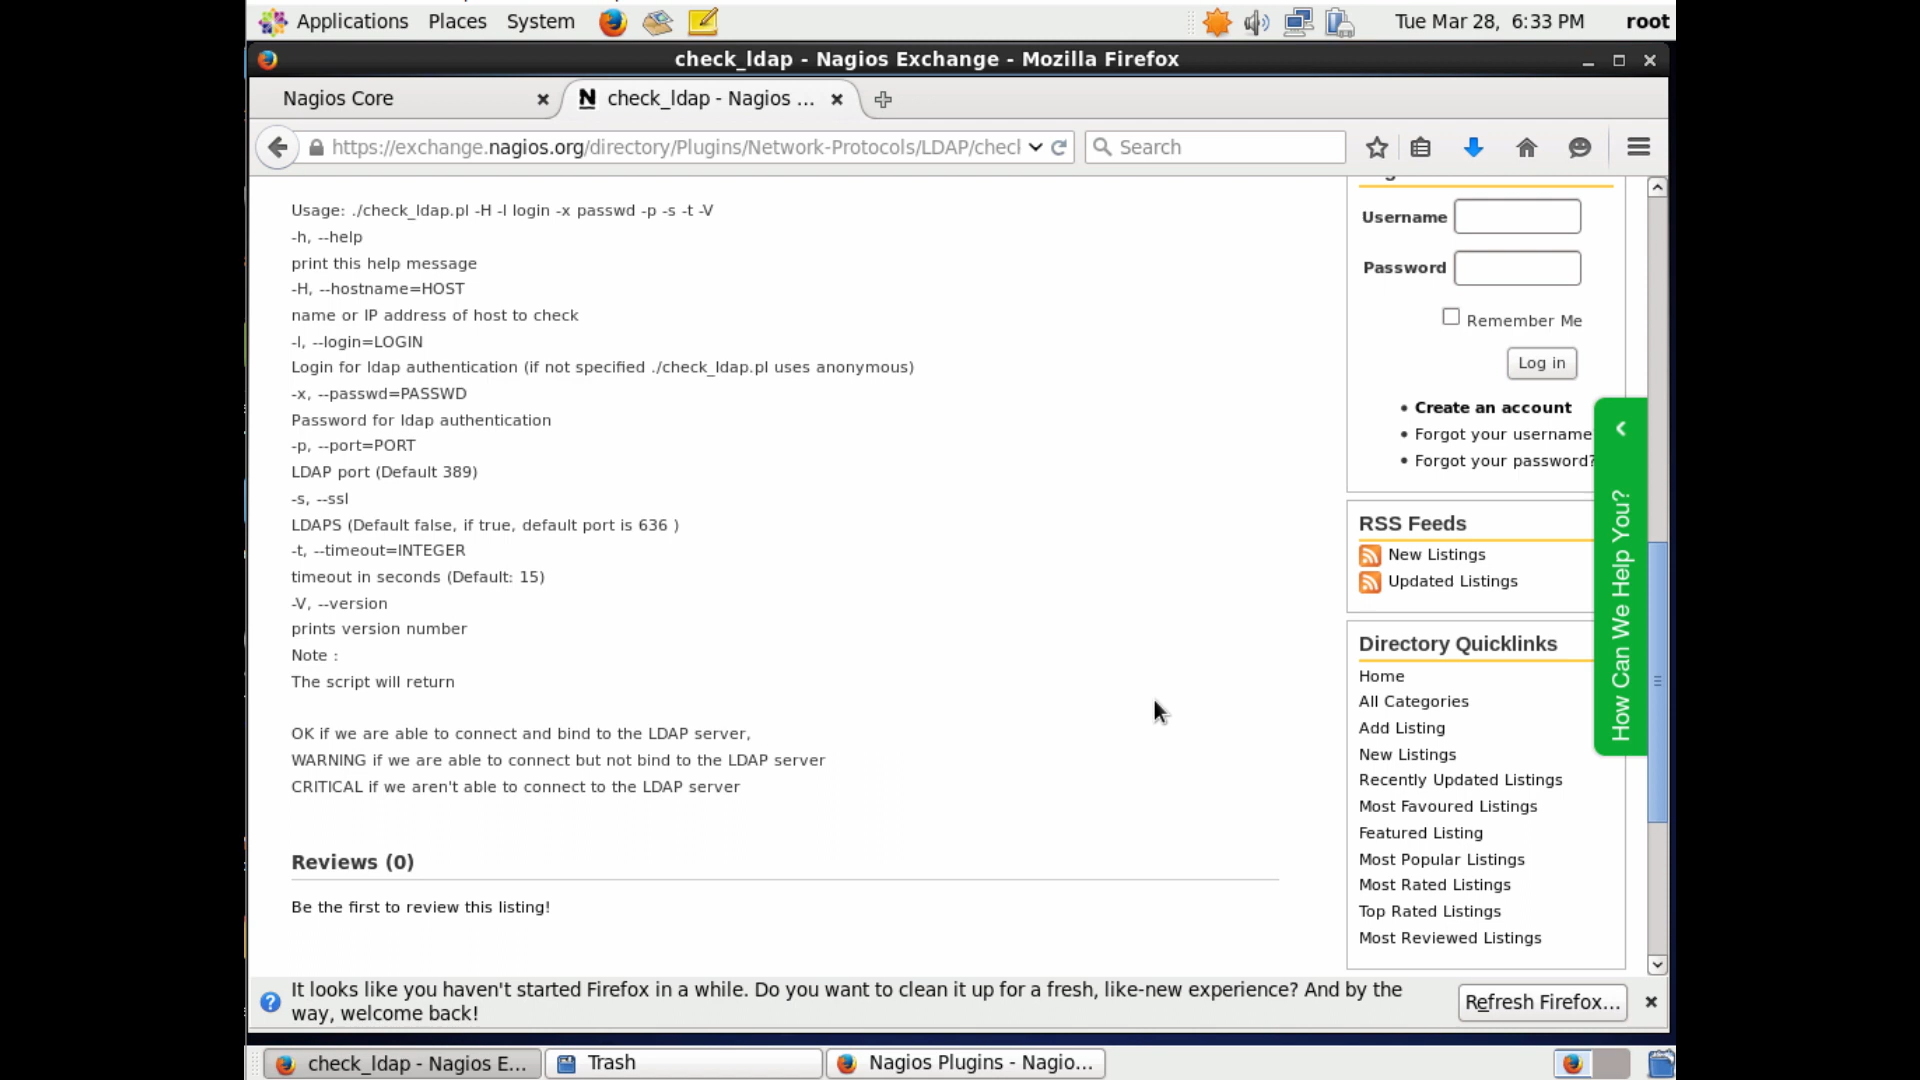 Applications Places System
Tue Mar 28, 6:33 PM root
check_ldap - Nagios Exchange - Mozilla Firefox
Nagios Core
check_ldap - Nagios ...
https://exchange.nagios.org/directory/Plugins/Network-Protocols/LDAP/checl
Search
Usage: ./check_ldap.pl -H -l login -x passwd -p -s -t -V
-h, --help
print this help message
-H, --hostname=HOST
name or IP address of host to check
-l, --login=LOGIN
Login for ldap authentication (if not specified ./check_ldap.pl uses anonymous)
-x, --passwd=PASSWD
Password for ldap authentication
-p, --port=PORT
LDAP port (Default 389)
-s, --ssl
LDAPS (Default false, if true, default port is 636 )
-t, --timeout=INTEGER
timeout in seconds (Default: 15)
-V, --version
prints version number
Note :
The script will return
OK if we are able to connect and bind to the LDAP server,
WARNING if we are able to connect but not bind to the LDAP server
CRITICAL if we aren't able to connect to the LDAP server
Reviews (0)
Be the first to review this listing!
Username
Password
Remember Me
Log in
• Create an account
• Forgot your username
• Forgot your password?
How Can We Help You?
RSS Feeds
New Listings
Updated Listings
Directory Quicklinks
Home
All Categories
Add Listing
New Listings
Recently Updated Listings
Most Favoured Listings
Featured Listing
Most Popular Listings
Most Rated Listings
Top Rated Listings
Most Reviewed Listings
It looks like you haven't started Firefox in a while. Do you want to clean it up for a fresh, like-new experience? And by the
way, welcome back!
Refresh Firefox...
check_ldap - Nagios E...
Trash
Nagios Plugins - Nagio...